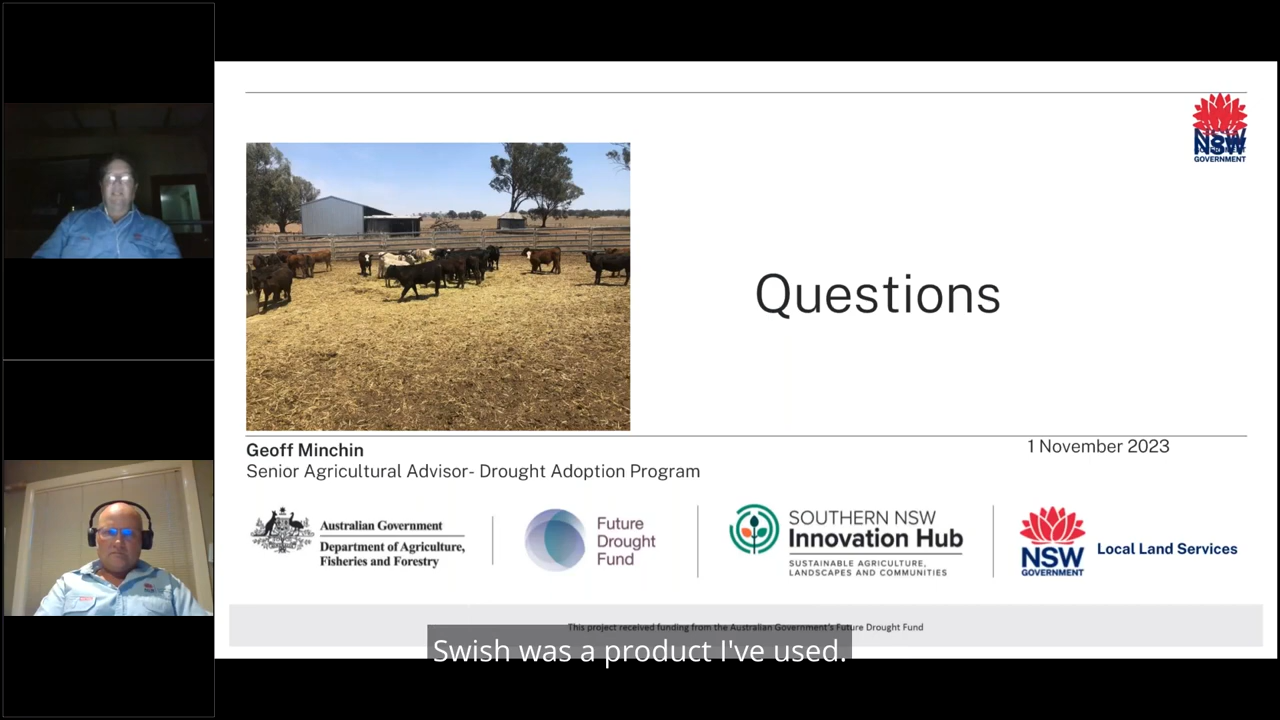 NSW
GOVERNMENT
Questions
Geoff Minchin
Senior Agricultural Advisor- Drought Adoption Program
1 November 2023
Australian Government
Department of Agriculture,
Fisheries and Forestry
Future
Drought
Fund
SOUTHERN NSW
Innovation Hub
SUSTAINABLE AGRICULTURE,
LANDSCAPES AND COMMUNITIES
NSW
GOVERNMENT
Local Land Services
This project received funding from the Australian Government's Future Drought Fund
Swish was a product I've used.